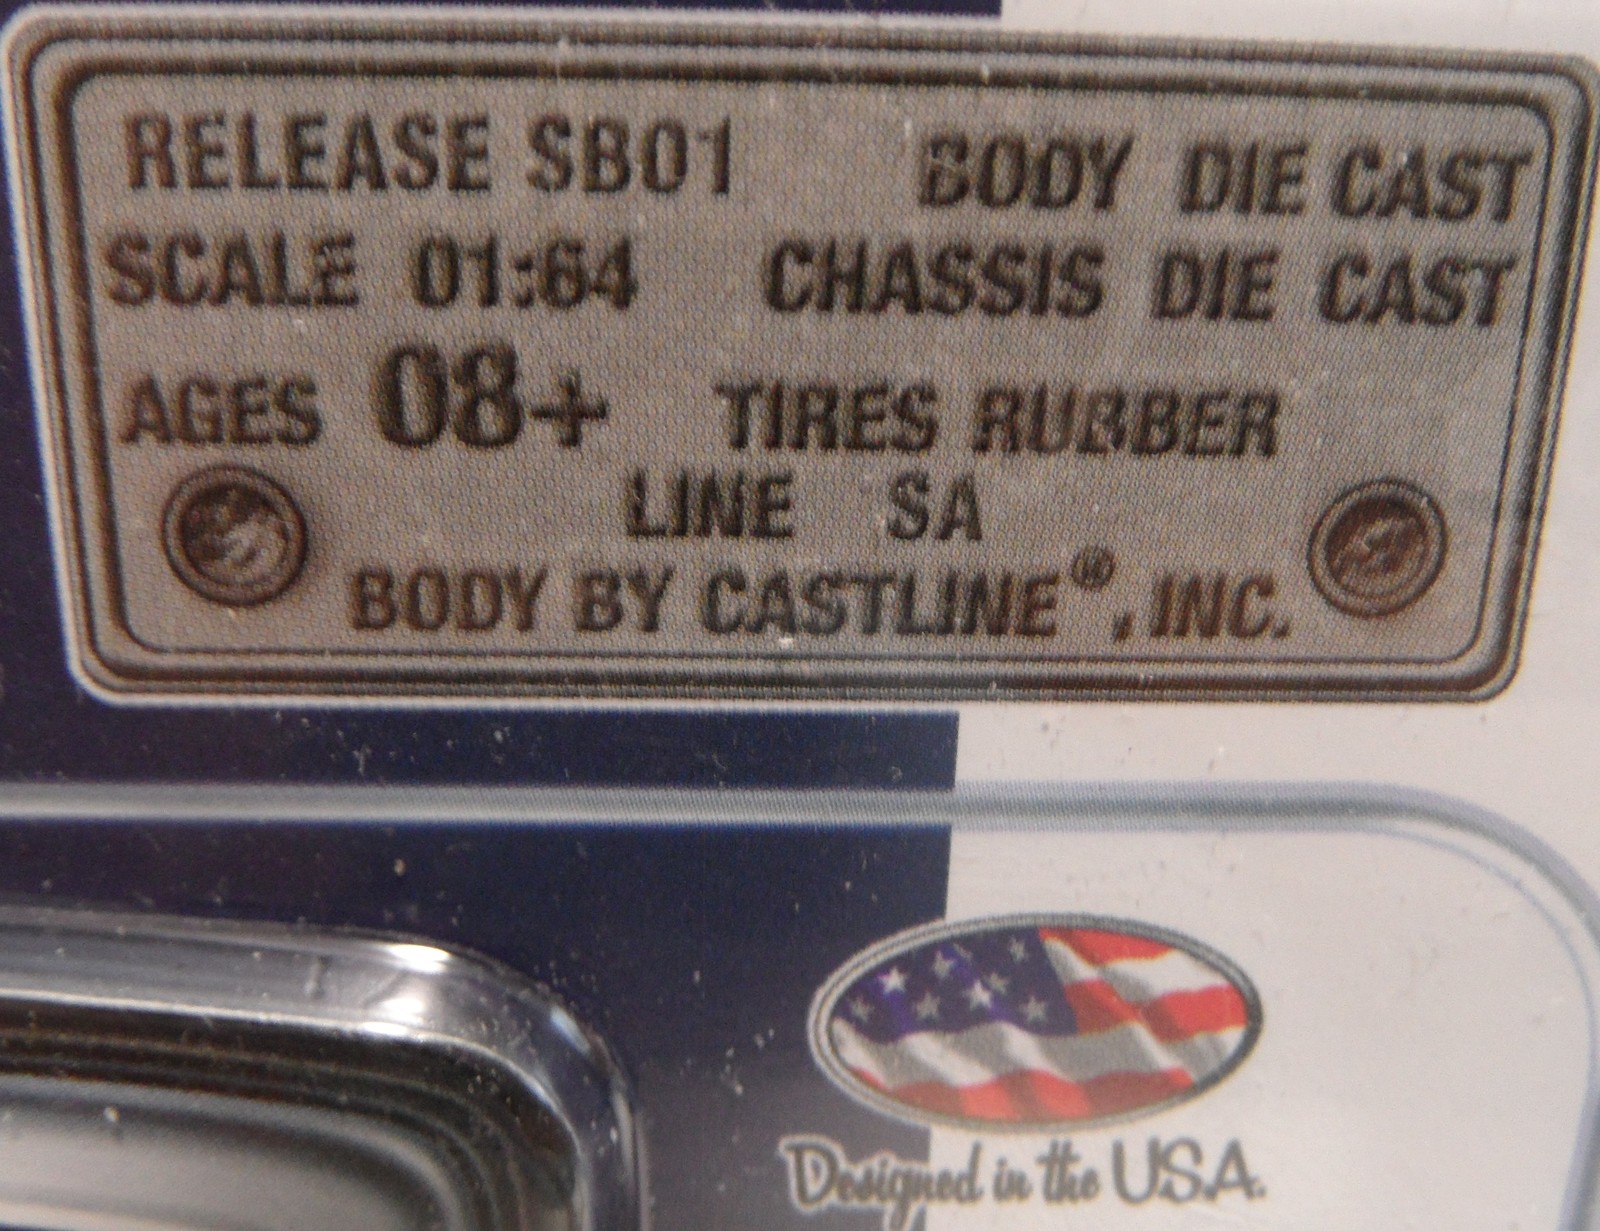 RELEASE SB01 BODY DIE CAST
SCALE 01:64 CHASSIS DIE CAST
AGES 08+ TIRES RUBBER
LINE SA
BODY BY CASTLINE®, INC.
Designed in the U.S.A.